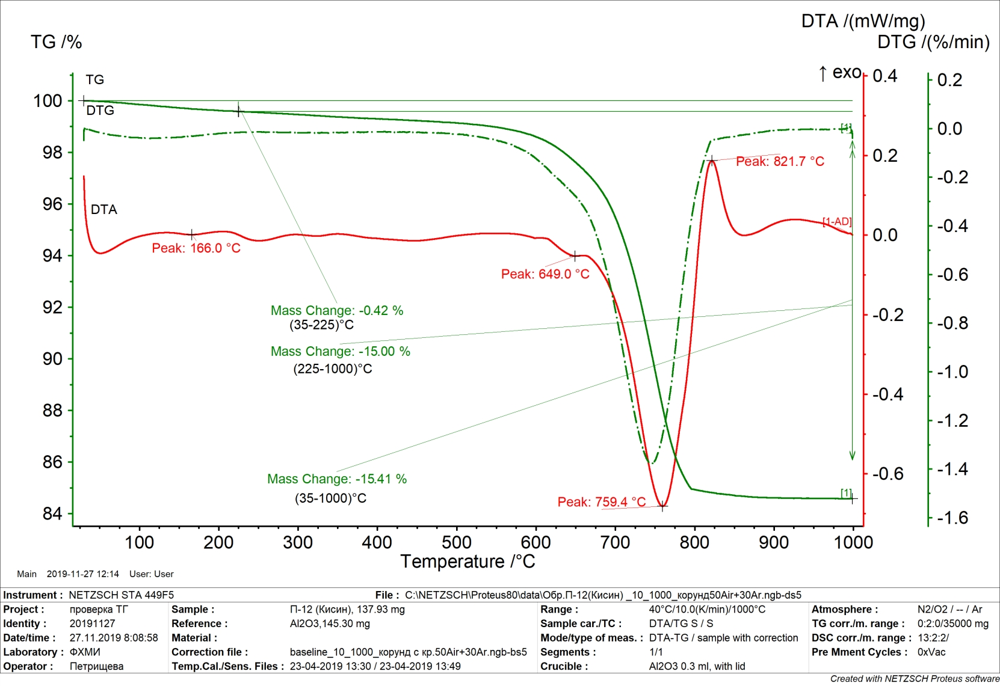 DTA /(mW/mg)
TG /%
DTG /(%/min)
↑ exo
TG
DTG
DTA
100
98
96
94
92
90
88
86
84
0.4
0.2
0.0
-0.2
-0.4
-0.6
0.2
0.0
-0.2
-0.4
-0.6
-0.8
-1.0
-1.2
-1.4
-1.6
[1]
Peak: 821.7 °C
[1-AD]
Peak: 166.0 °C
Peak: 649.0 °C
Mass Change: -0.42 %
(35-225)°C
Mass Change: -15.00 %
(225-1000)°C
Mass Change: -15.41 %
(35-1000)°C
Peak: 759.4 °C
[1]
100 200 300 400 500 600 700 800 900 1000
Temperature /°C
Main 2019-11-27 12:14 User: User
Instrument : NETZSCH STA 449F5 File : C:\NETZSCH\Proteus80\data\Обр.П-12(Кисин) _10_1000_корунд50Air+30Ar.ngb-ds5
Project : проверка ТГ Sample : П-12 (Кисин), 137.93 mg Range : 40°C/10.0(K/min)/1000°C Atmosphere : N2/O2 / -- / Ar
Identity : 20191127 Reference : Al2O3,145.30 mg Sample car./TC : DTA/TG S / S TG corr./m. range : 0:2:0/35000 mg
Date/time : 27.11.2019 8:08:58 Material : Mode/type of meas. : DTA-TG / sample with correction DSC corr./m. range : 13:2:2/
Laboratory : ФХМИ Correction file : baseline_10_1000_корунд с кр.50Air+30Ar.ngb-bs5 Segments : 1/1 Pre Mment Cycles : 0xVac
Operator : Петрищева Temp.Cal./Sens. Files : 23-04-2019 13:30 / 23-04-2019 13:49 Crucible : Al2O3 0.3 ml, with lid
Created with NETZSCH Proteus software